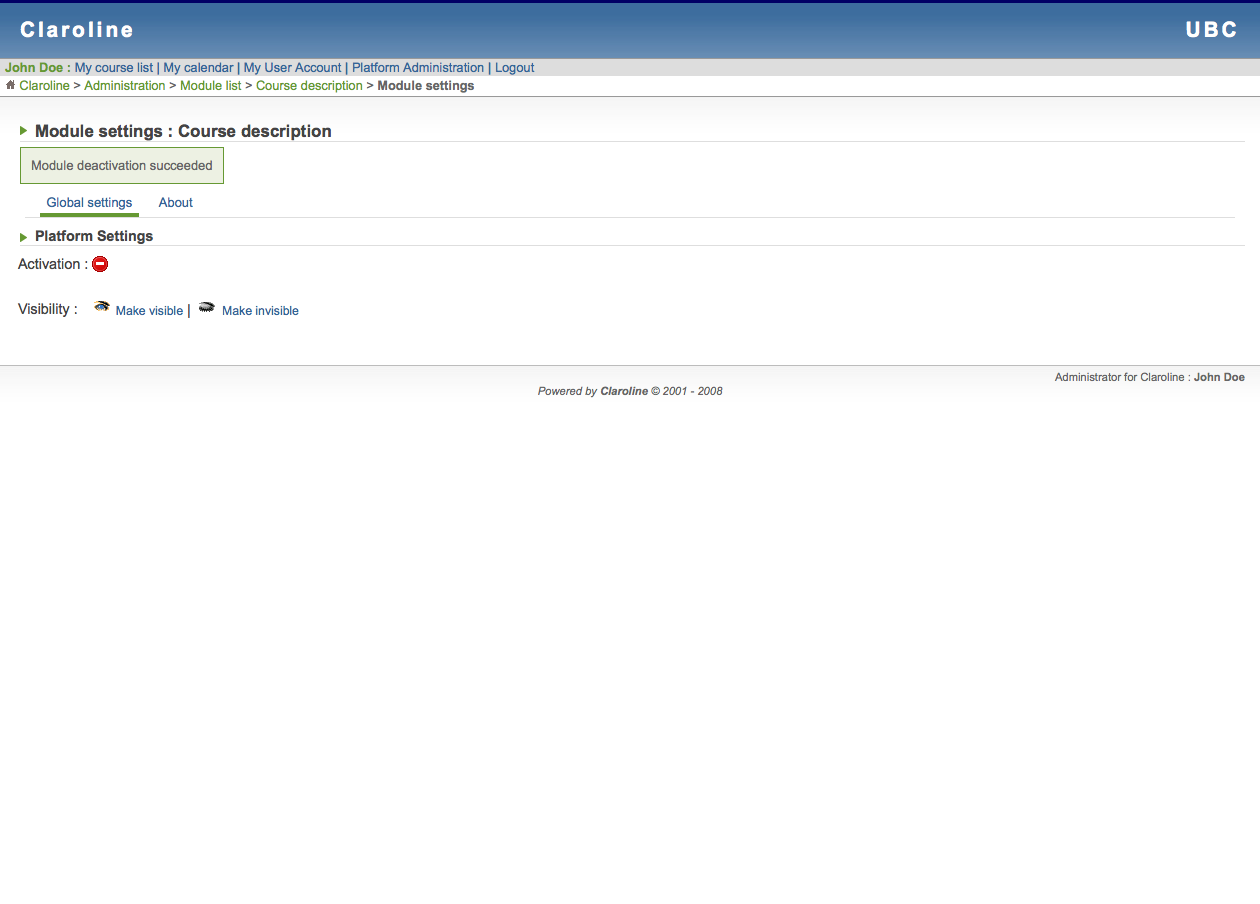 Claroline UBC
John Doe : My course list | My calendar | My User Account | Platform Administration | Logout
Claroline > Administration > Module list > Course description > Module settings
Module settings : Course description
Module deactivation succeeded
Global settings About
Platform Settings
Activation :
Visibility : Make visible | Make invisible
Administrator for Claroline : John Doe
Powered by Claroline © 2001 - 2008